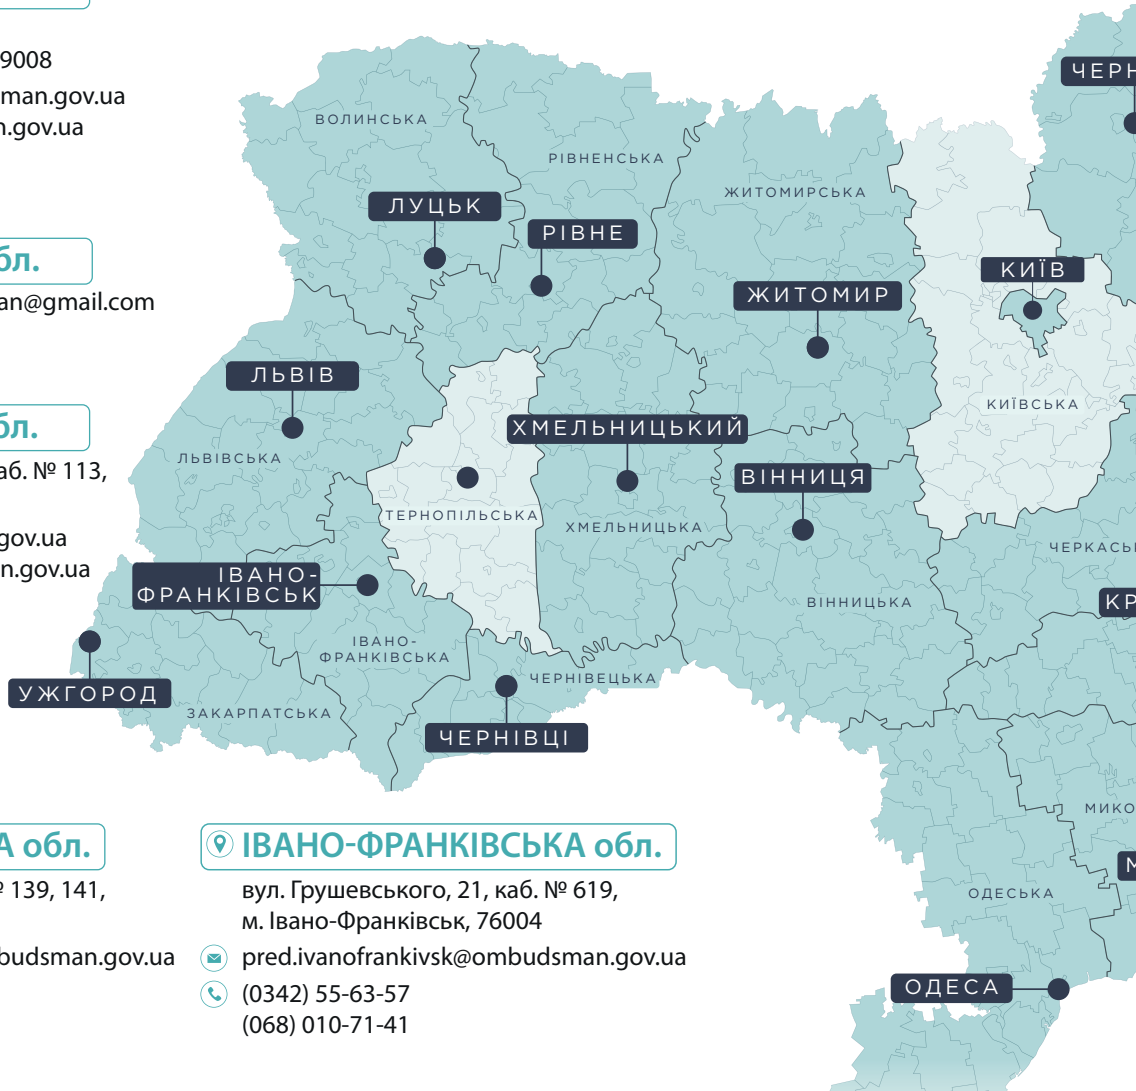 9008
man.gov.ua
n.gov.ua
бл.
an@gmail.com
бл.
аб. № 113,
gov.ua
n.gov.ua
ВОЛИНСЬКА
РІВНЕНСЬКА
ЖИТОМИРСЬКА
ЧЕРН
ЛУЦЬК
РІВНЕ
КИЇВ
ЖИТОМИР
ЛЬВІВ
КИЇВСЬКА
ХМЕЛЬНИЦЬКИЙ
ЛЬВІВСЬКА
ВІННИЦЯ
ТЕРНОПІЛЬСЬКА
ХМЕЛЬНИЦЬКА
ЧЕРКАСЬ
ІВАНО-
ФРАНКІВСЬК
ВІННИЦЬКА
КР
ІВАНО-
ФРАНКІВСЬКА
ЧЕРНІВЕЦЬКА
УЖГОРОД
ЗАКАРПАТСЬКА
ЧЕРНІВЦІ
МИКО
М
ОДЕСЬКА
ОДЕСА
А обл.
№ 139, 141,
budsman.gov.ua
ІВАНО-ФРАНКІВСЬКА обл.
вул. Грушевського, 21, каб. № 619,
м. Івано-Франківськ, 76004
pred.ivanofrankivsk@ombudsman.gov.ua
(0342) 55-63-57
(068) 010-71-41